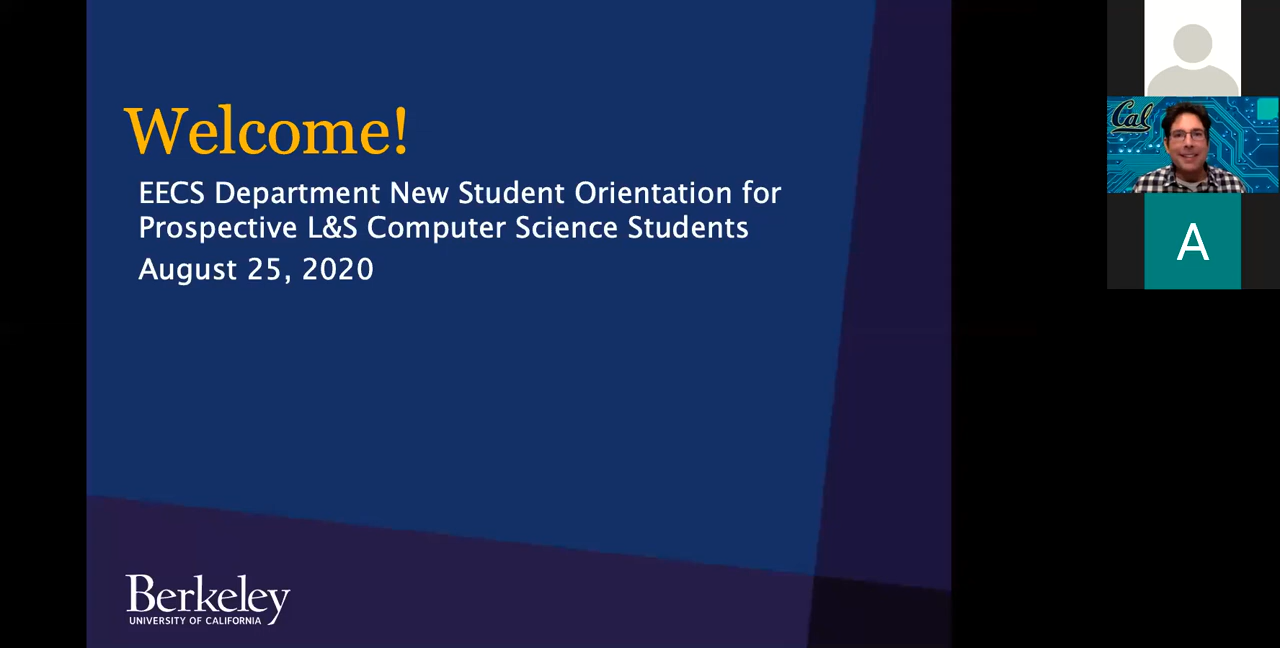 Welcome!
EECS Department New Student Orientation for
Prospective L&S Computer Science Students
August 25, 2020
Berkeley
UNIVERSITY OF CALIFORNIA
Cal
A